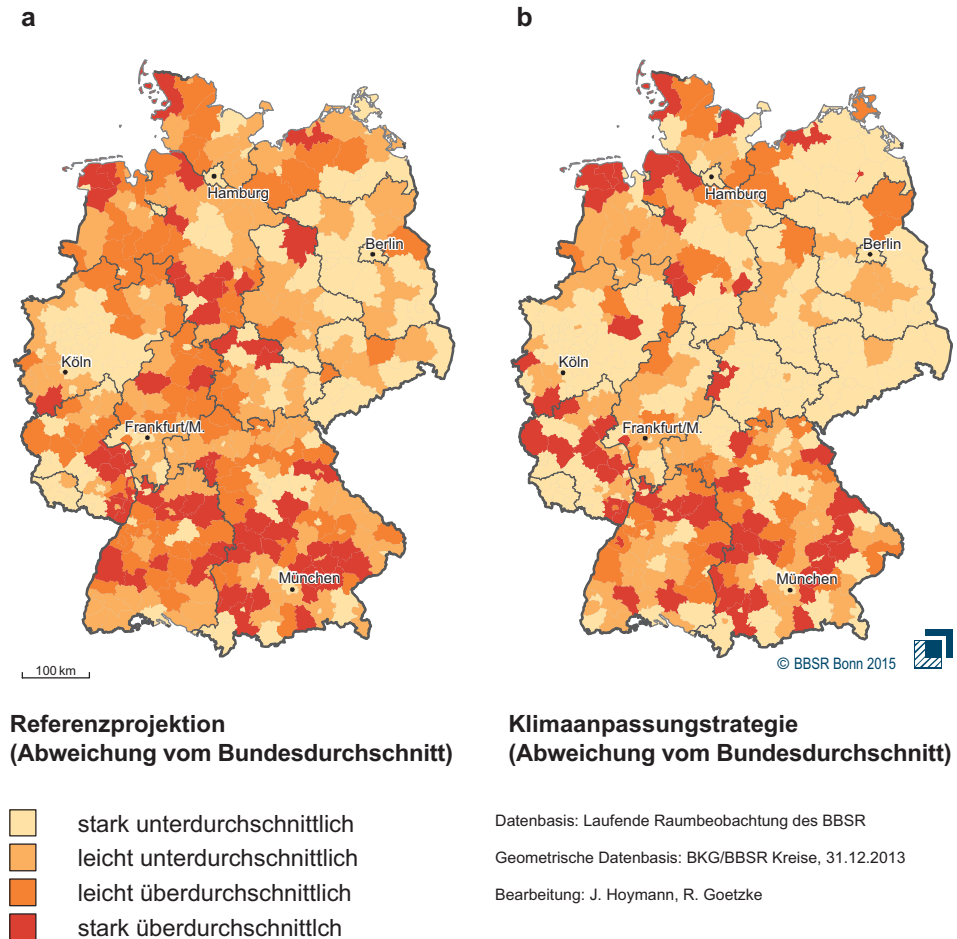 a
b
Hamburg
Berlin
Köln
Frankfurt/M.
München
Hamburg
Berlin
Köln
Frankfurt/M.
München
100 km
© BBSR Bonn 2015
Referenzprojektion
(Abweichung vom Bundesdurchschnitt)
Klimaanpassungstrategie
(Abweichung vom Bundesdurchschnitt)
stark unterdurchschnittlich
leicht unterdurchschnittlich
leicht überdurchschnittlich
stark überdurchschnittlch
Datenbasis: Laufende Raumbeobachtung des BBSR
Geometrische Datenbasis: BKG/BBSR Kreise, 31.12.2013
Bearbeitung: J. Hoymann, R. Goetzke